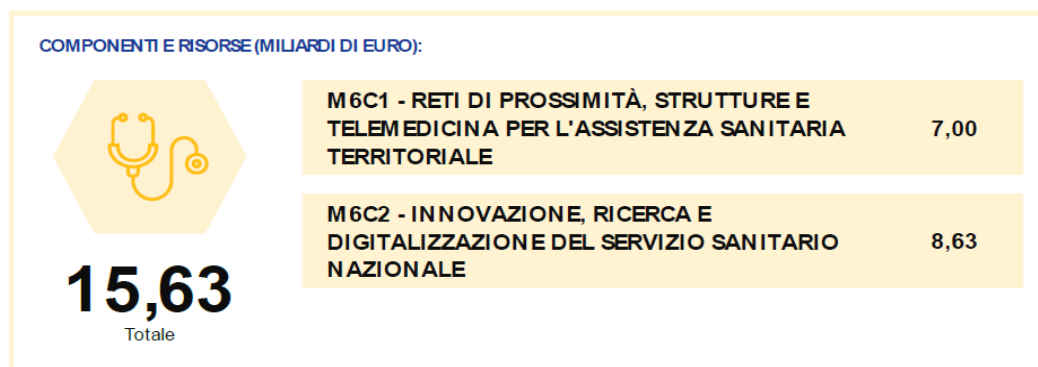 COMPONENTI E RISORSE (MILIARDI DI EURO):
M6C1 - RETI DI PROSSIMITÀ, STRUTTURE E
TELEMEDICINA PER L'ASSISTENZA SANITARIA
TERRITORIALE
7,00
M6C2 - INNOVAZIONE, RICERCA E
DIGITALIZZAZIONE DEL SERVIZIO SANITARIO
NAZIONALE
8,63
15,63
Totale